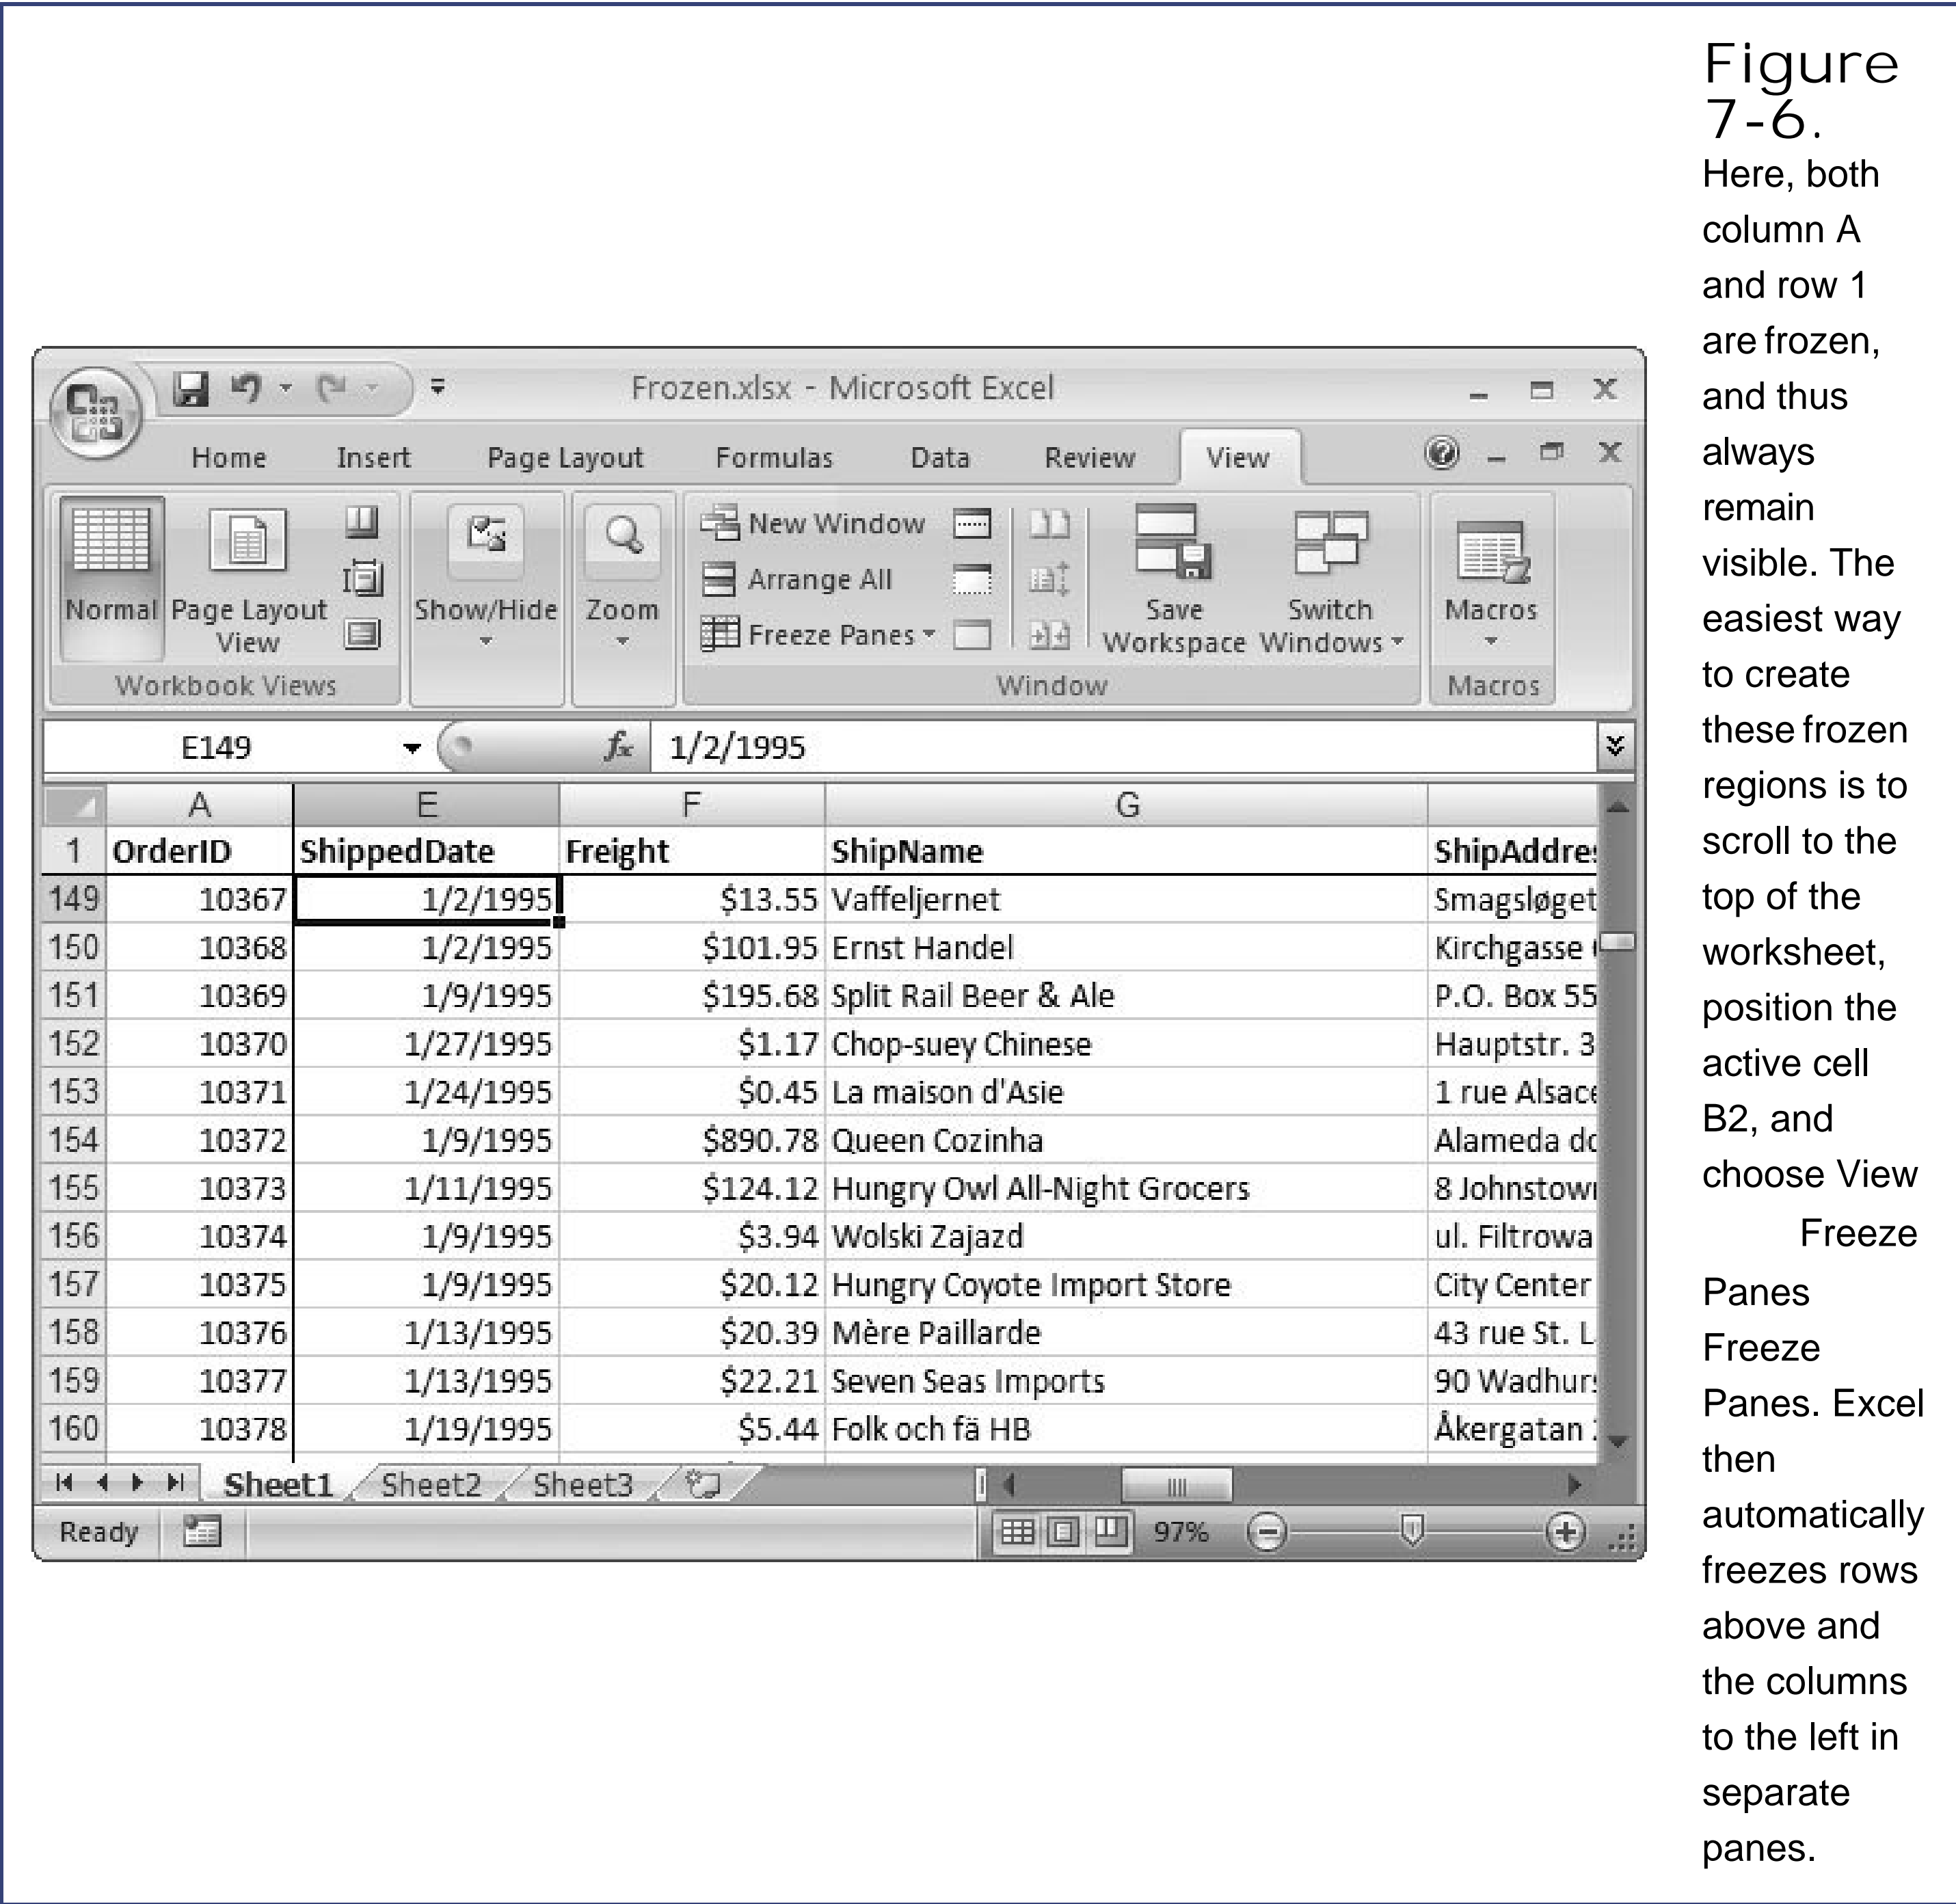 Frozen.xlsx - Microsoft Excel
Home Insert Page Layout Formulas Data Review View
Normal Page Layout View Show/Hide Zoom New Window Arrange All Freeze Panes Save Workspace Switch Windows Macros
Workbook Views Window Macros
E149 fx 1/2/1995
A E F G
1 OrderID ShippedDate Freight ShipName ShipAddres
149 10367 1/2/1995 $13.55 Vaffeljernet Smagsløget
150 10368 1/2/1995 $101.95 Ernst Handel Kirchgasse
151 10369 1/9/1995 $195.68 Split Rail Beer & Ale P.O. Box 55
152 10370 1/27/1995 $1.17 Chop-suey Chinese Hauptstr. 3
153 10371 1/24/1995 $0.45 La maison d'Asie 1 rue Alsace
154 10372 1/9/1995 $890.78 Queen Cozinha Alameda do
155 10373 1/11/1995 $124.12 Hungry Owl All-Night Grocers 8 Johnstown
156 10374 1/9/1995 $3.94 Wolski Zajazd ul. Filtrowa
157 10375 1/9/1995 $20.12 Hungry Coyote Import Store City Center
158 10376 1/13/1995 $20.39 Mère Paillarde 43 rue St. L
159 10377 1/13/1995 $22.21 Seven Seas Imports 90 Wadhurs
160 10378 1/19/1995 $5.44 Folk och fä HB Åkergatan
Sheet1 Sheet2 Sheet3
Ready 97%
Figure
7-6.
Here, both
column A
and row 1
are frozen,
and thus
always
remain
visible. The
easiest way
to create
these frozen
regions is to
scroll to the
top of the
worksheet,
position the
active cell
B2, and
choose View
Freeze
Panes
Freeze
Panes. Excel
then
automatically
freezes rows
above and
the columns
to the left in
separate
panes.